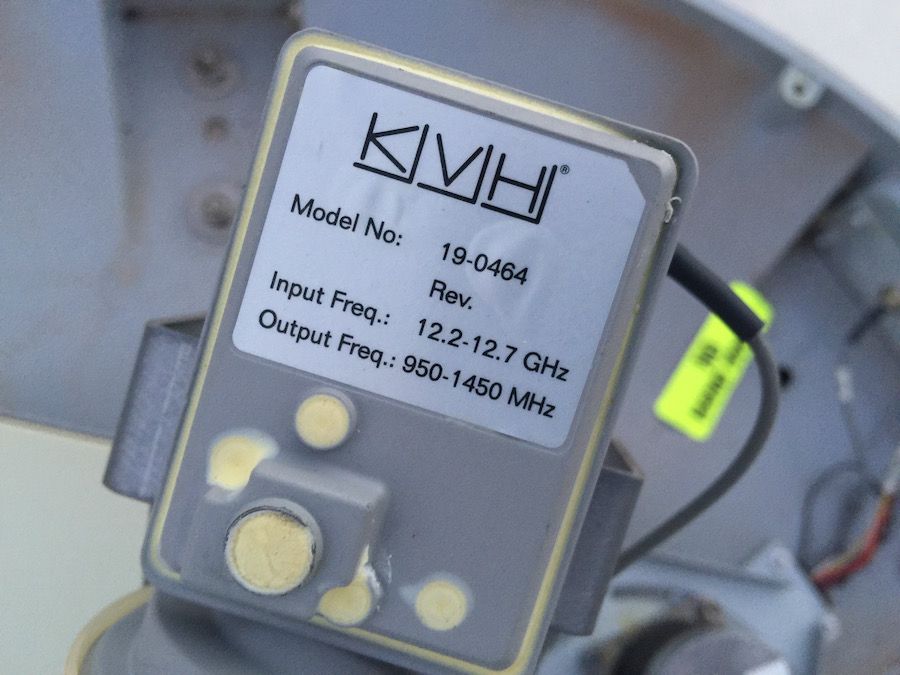 KVH®
Model No: 19-0464
Rev.
Input Freq.: 12.2-12.7 GHz
Output Freq.: 950-1450 MHz